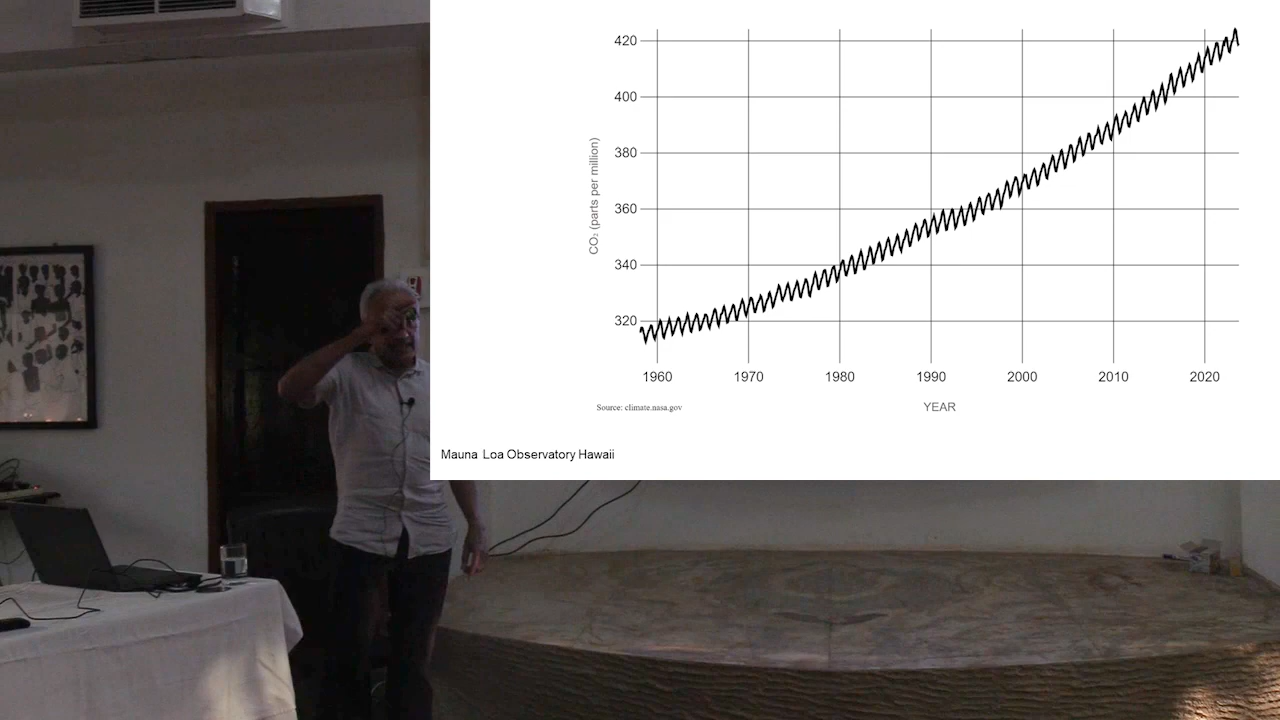 420
400
380
360
340
320
CO₂ (parts per million)
1960 1970 1980 1990 2000 2010 2020
YEAR
Source: climate.nasa.gov
Mauna Loa Observatory Hawaii